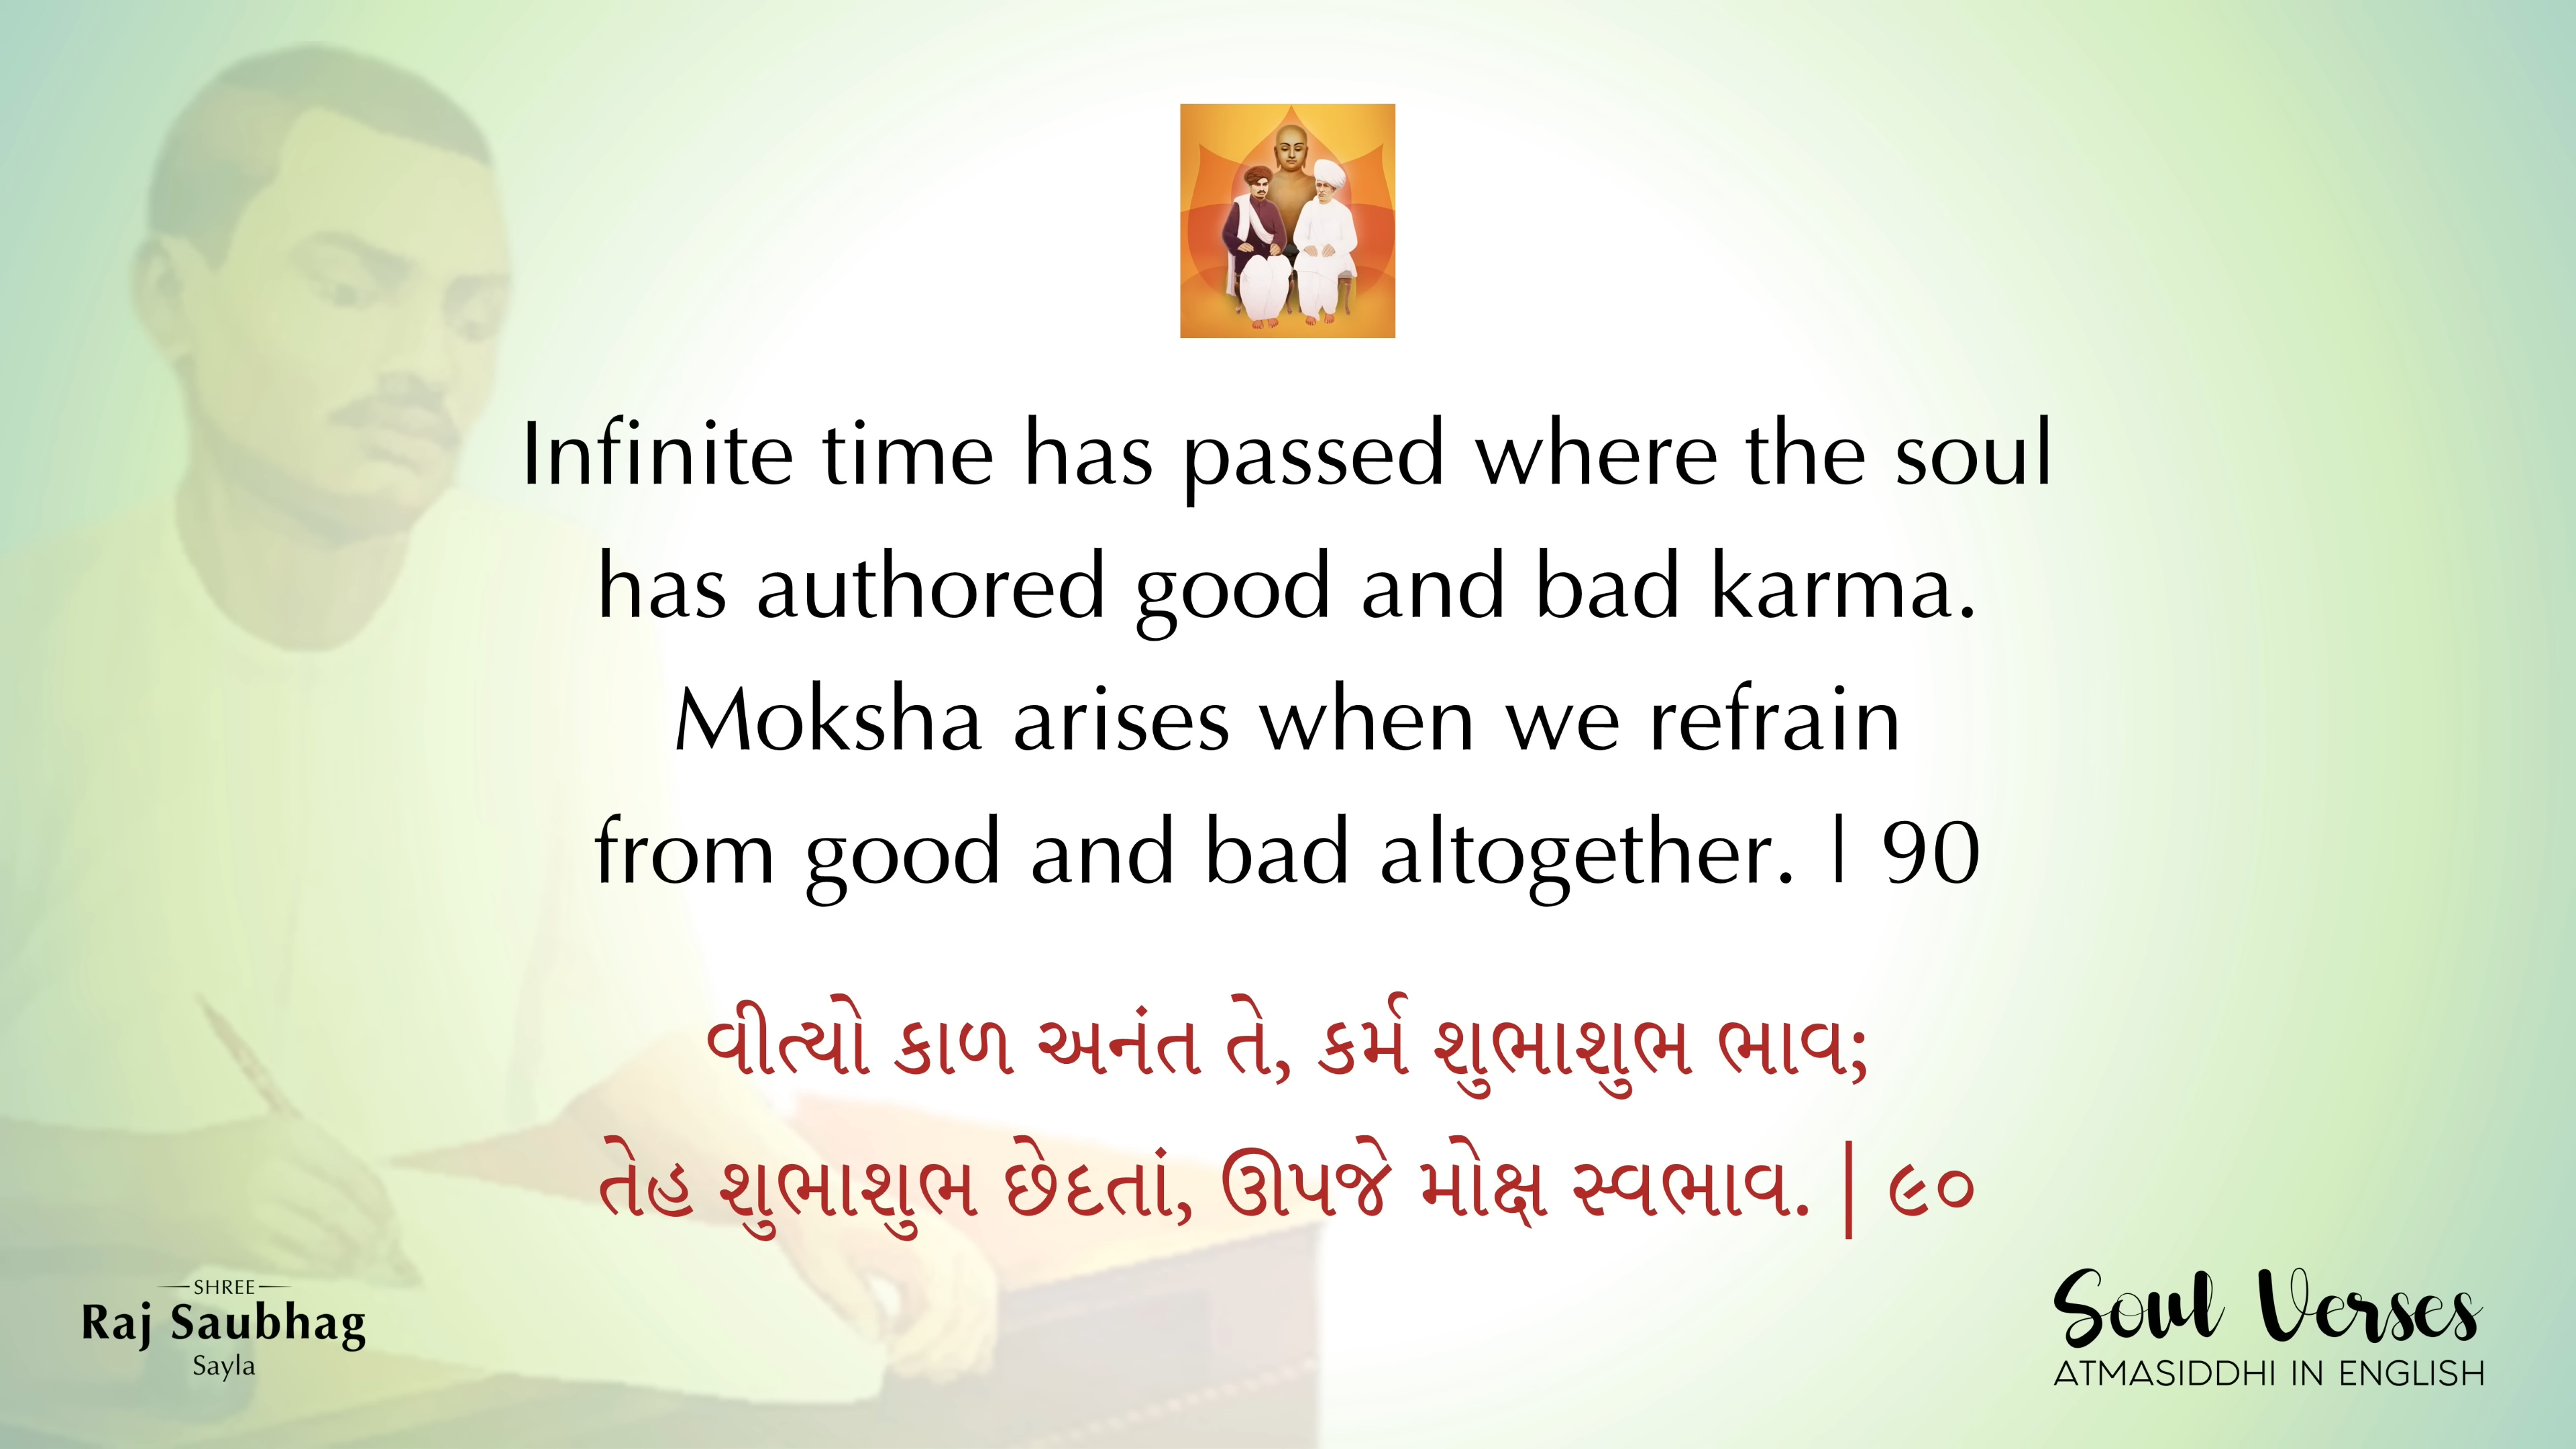 Infinite time has passed where the soul
has authored good and bad karma.
Moksha arises when we refrain
from good and bad altogether. | 90
વીત્યો કાળ અનંત તે, કર્મ શુભાશુભ ભાવ;
તેહ શુભાશુભ છેદતાં, ઊપજે મોક્ષ સ્વભાવ. | ૯૦
SHREE
Raj Saubhag
Sayla
Soul Verses
ATMASIDDHI IN ENGLISH